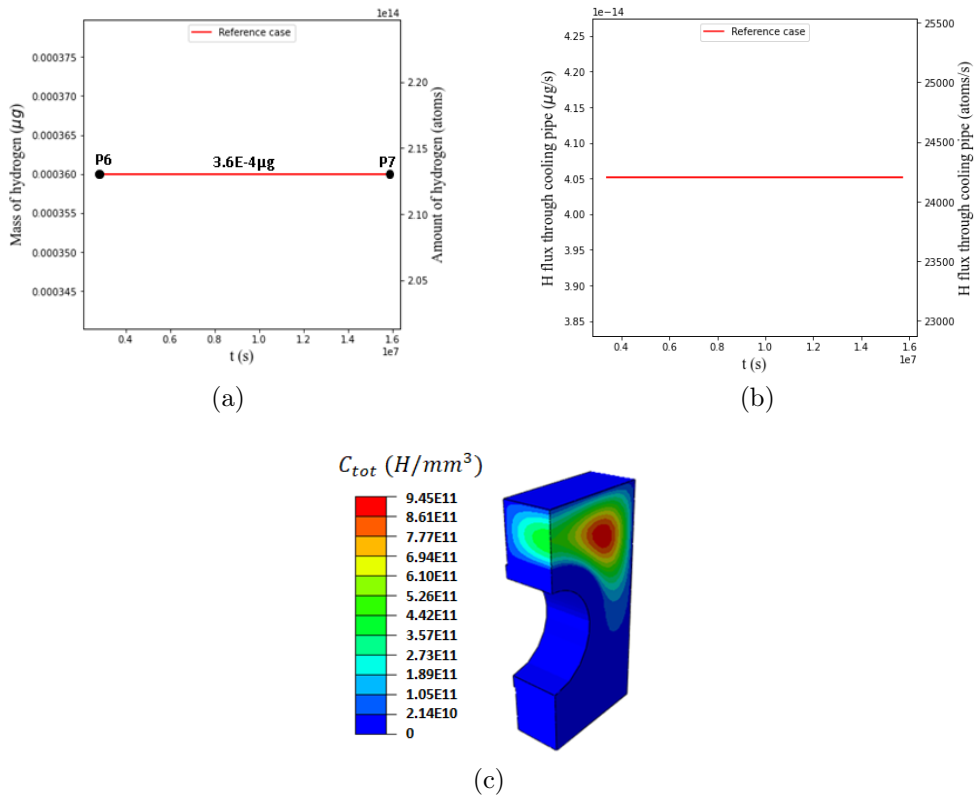 1e14
Reference case
0.000375
0.000370
0.000365
0.000360
0.000355
0.000350
0.000345
Mass of hydrogen (μg)
P6
3.6E-4μg
P7
2.20
2.15
2.10
2.05
Amount of hydrogen (atoms)
0.4
0.6
0.8
1.0
1.2
1.4
1.6
1e7
t (s)
(a)
1e−14
Reference case
4.25
4.20
4.15
4.10
4.05
4.00
3.95
3.90
3.85
H flux through cooling pipe (μg/s)
25500
25000
24500
24000
23500
23000
H flux through cooling pipe (atoms/s)
0.4
0.6
0.8
1.0
1.2
1.4
1.6
1e7
t (s)
(b)
C_tot (H/mm³)
9.45E11
8.61E11
7.77E11
6.94E11
6.10E11
5.26E11
4.42E11
3.57E11
2.73E11
1.89E11
1.05E11
2.14E10
0
(c)